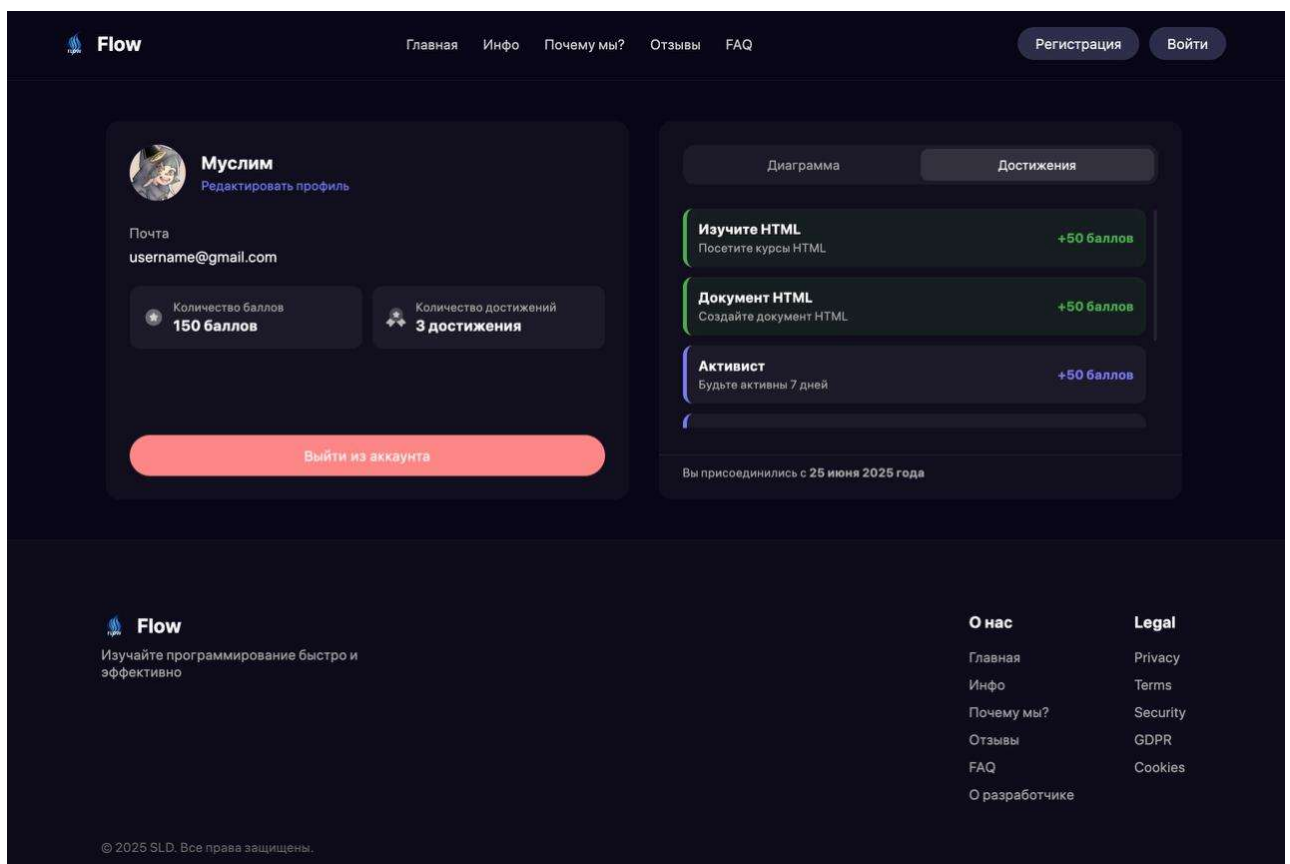 Flow
Главная Инфо Почему мы? Отзывы FAQ
Регистрация Войти
Муслим
Редактировать профиль
Почта
username@gmail.com
Количество баллов
150 баллов
Количество достижений
3 достижения
Выйти из аккаунта
Диаграмма Достижения
Изучите HTML
Посетите курсы HTML
+50 баллов
Документ HTML
Создайте документ HTML
+50 баллов
Активист
Будьте активны 7 дней
+50 баллов
Вы присоединились с 25 июня 2025 года
Flow
Изучайте программирование быстро и
эффективно
О нас
Главная
Инфо
Почему мы?
Отзывы
FAQ
О разработчике
Legal
Privacy
Terms
Security
GDPR
Cookies
© 2025 SLD. Все права защищены.